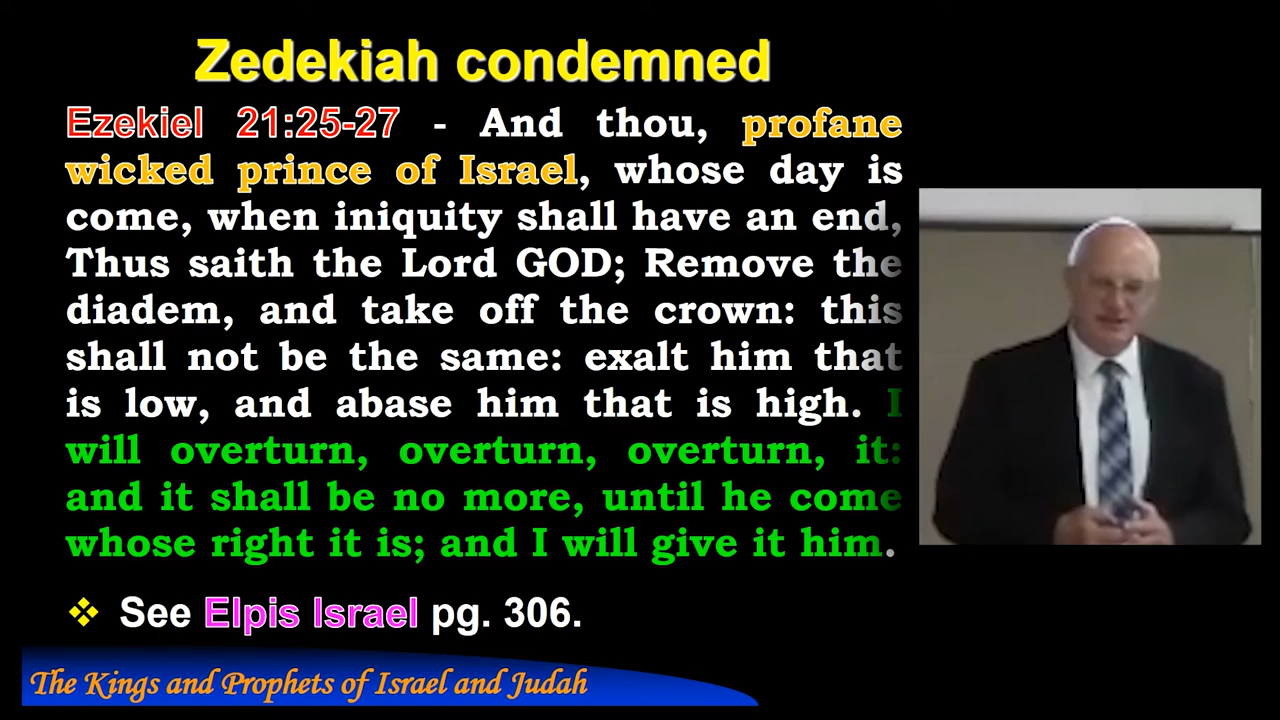 Zedekiah condemned
Ezekiel 21:25-27 - And thou, profane
wicked prince of Israel, whose day is
come, when iniquity shall have an end,
Thus saith the Lord GOD; Remove the
diadem, and take off the crown: this
shall not be the same: exalt him that
is low, and abase him that is high. I
will overturn, overturn, overturn, it:
and it shall be no more, until he come
whose right it is; and I will give it him.
❖ See Elpis Israel pg. 306.
The Kings and Prophets of Israel and Judah